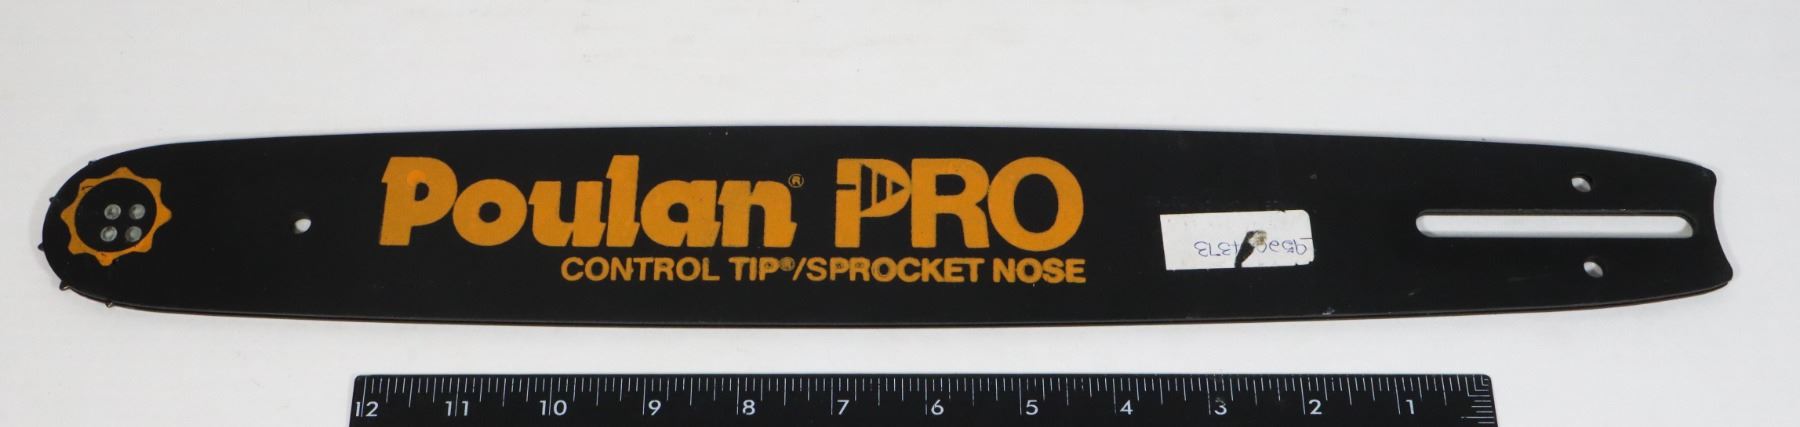 Poulan® PRO
CONTROL TIP®/SPROCKET NOSE
12 11 10 9 8 7 6 5 4 3 2 1